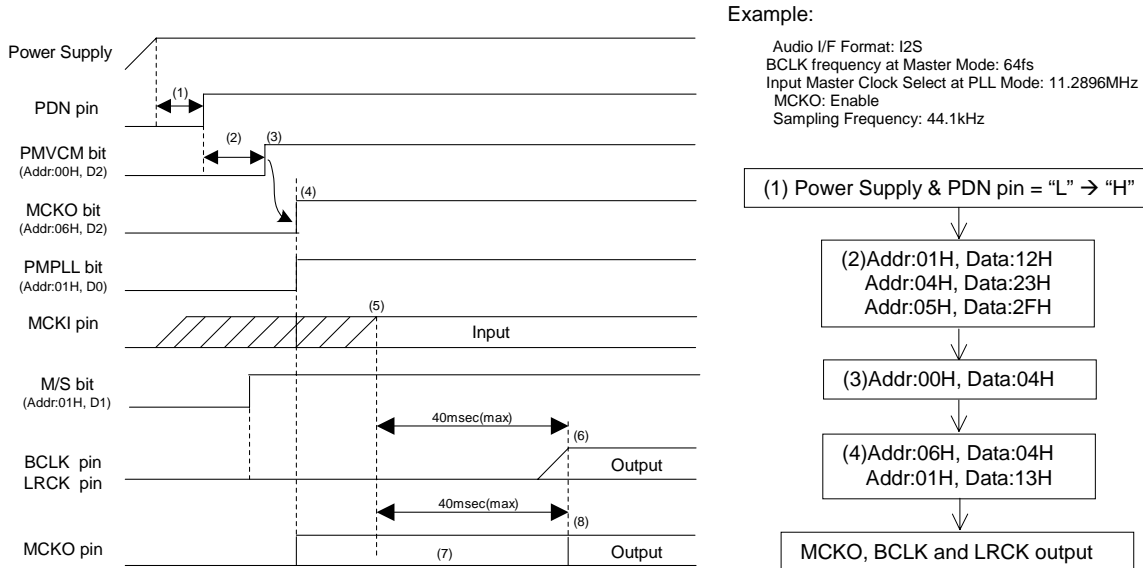 Power Supply
(1)
PDN pin
(2)
(3)
PMVCM bit
(Addr:00H, D2)
(4)
MCKO bit
(Addr:06H, D2)
PMPLL bit
(Addr:01H, D0)
(5)
MCKI pin
Input
M/S bit
(Addr:01H, D1)
40msec(max)
(6)
BCLK pin
LRCK pin
Output
40msec(max)
(8)
MCKO pin
(7)
Output
Example:
Audio I/F Format: I2S
BCLK frequency at Master Mode: 64fs
Input Master Clock Select at PLL Mode: 11.2896MHz
MCKO: Enable
Sampling Frequency: 44.1kHz
(1) Power Supply & PDN pin = “L” → “H”
(2)Addr:01H, Data:12H
Addr:04H, Data:23H
Addr:05H, Data:2FH
(3)Addr:00H, Data:04H
(4)Addr:06H, Data:04H
Addr:01H, Data:13H
MCKO, BCLK and LRCK output